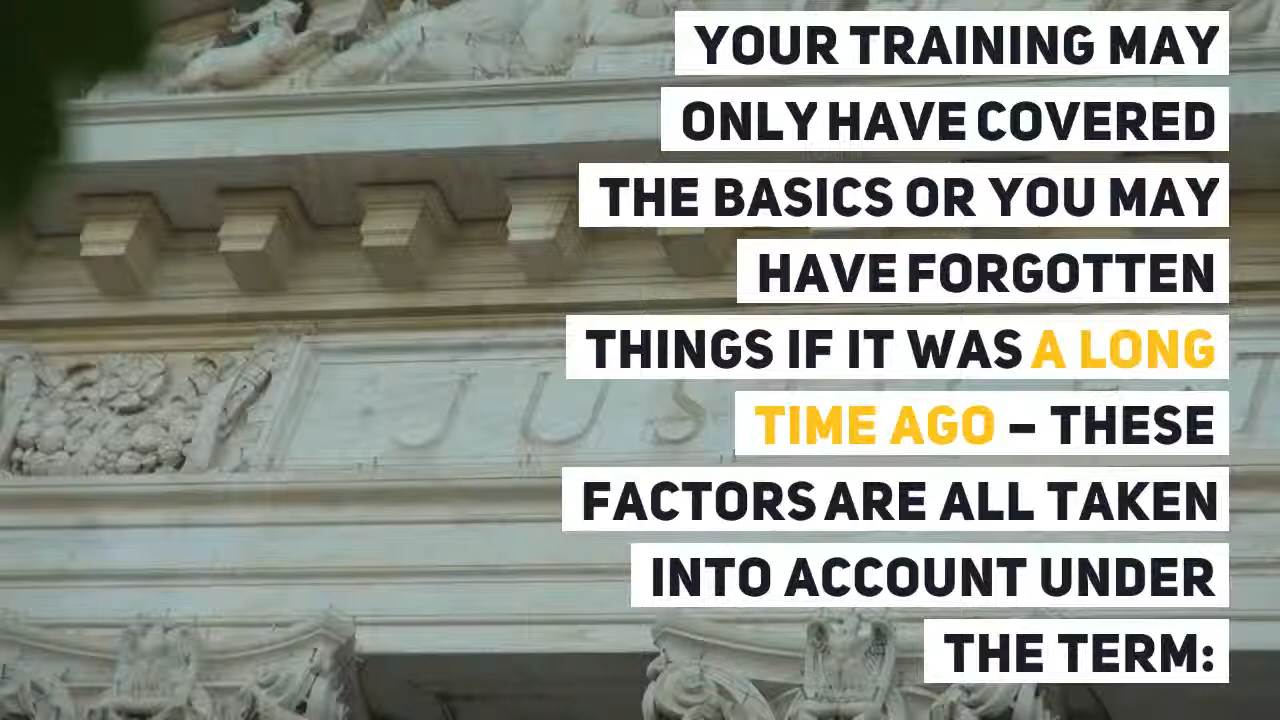 YOUR TRAINING MAY
ONLY HAVE COVERED
THE BASICS OR YOU MAY
HAVE FORGOTTEN
THINGS IF IT WAS A LONG
TIME AGO – THESE
FACTORS ARE ALL TAKEN
INTO ACCOUNT UNDER
THE TERM:
JUS